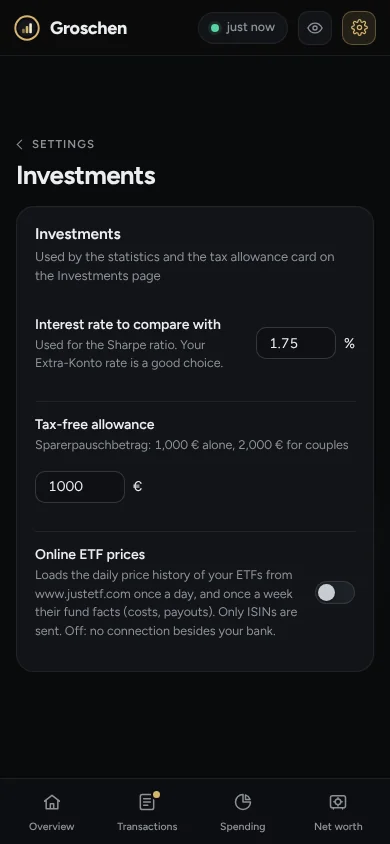 Groschen
just now
SETTINGS
Investments
Investments
Used by the statistics and the tax allowance card on
the Investments page
Interest rate to compare with
Used for the Sharpe ratio. Your
Extra-Konto rate is a good choice.
1.75 %
Tax-free allowance
Sparerpauschbetrag: 1,000 € alone, 2,000 € for couples
1000 €
Online ETF prices
Loads the daily price history of your ETFs from
www.justetf.com once a day, and once a week
their fund facts (costs, payouts). Only ISINs are
sent. Off: no connection besides your bank.
Overview
Transactions
Spending
Net worth